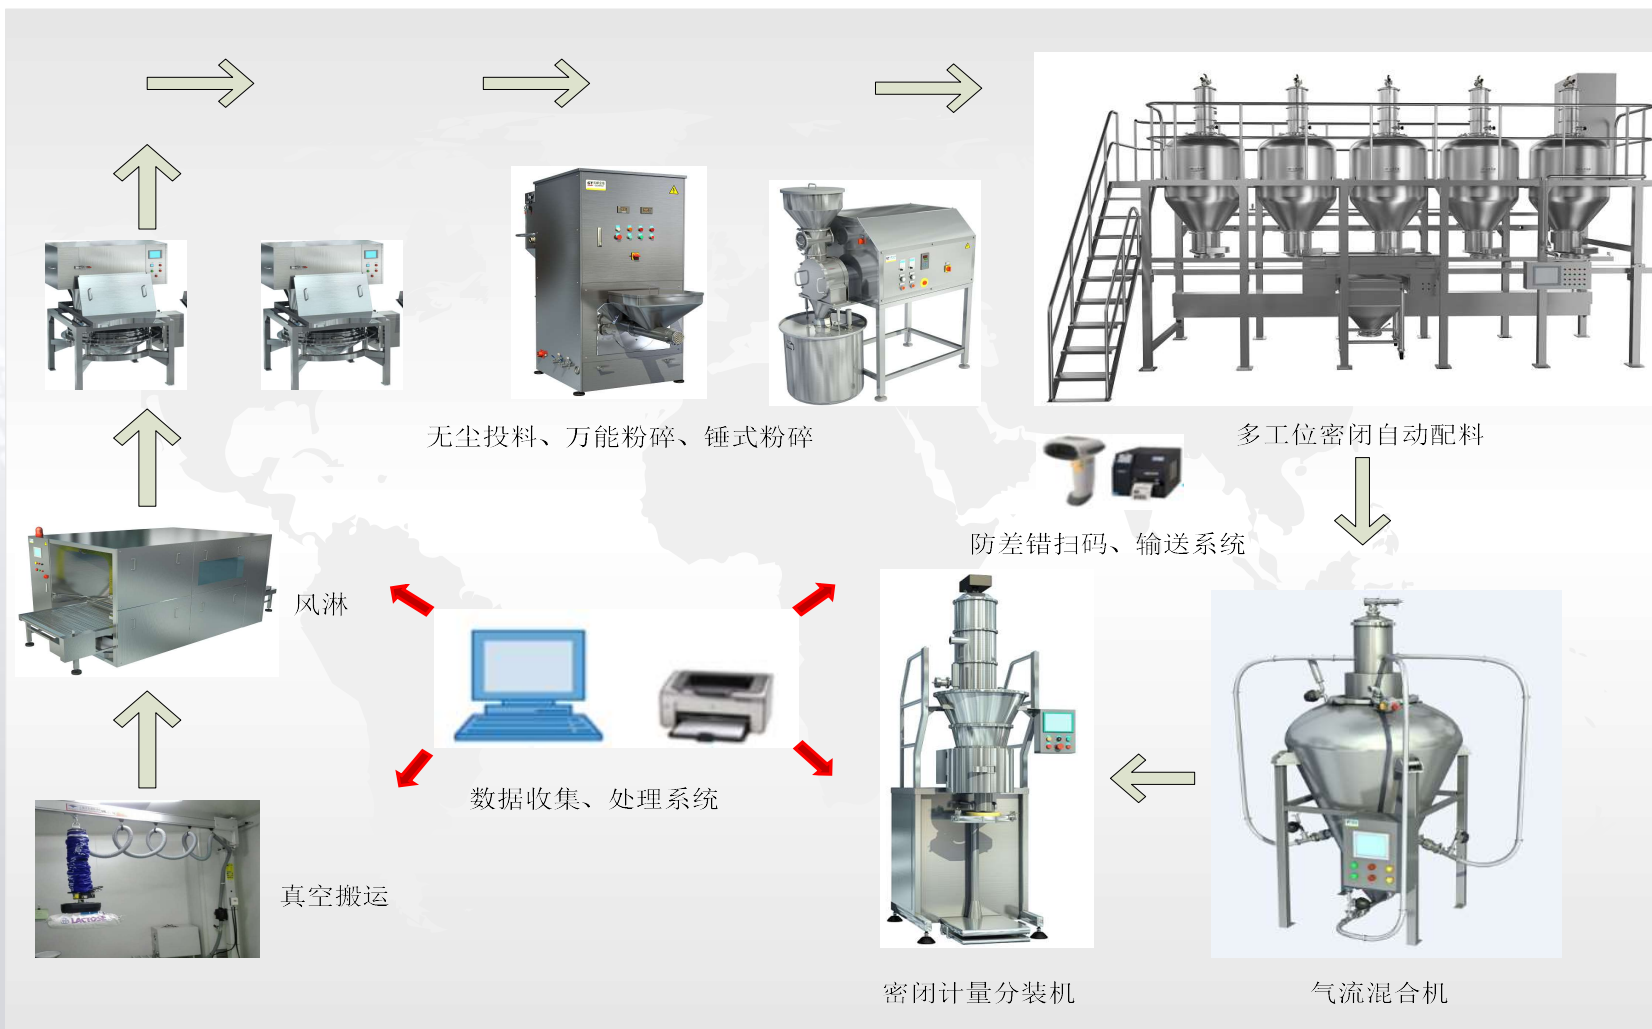 无尘投料、万能粉碎、锤式粉碎
多工位密闭自动配料
防差错扫码、输送系统
风淋
数据收集、处理系统
真空搬运
LACTOSE
密闭计量分装机
气流混合机